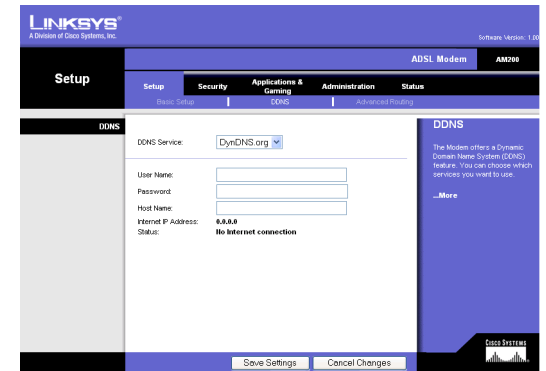 LINKSYS®
A Division of Cisco Systems, Inc.
Software Version: 1.00
ADSL Modem AM200
Setup
Setup Security Applications & Gaming Administration Status
Basic Setup DDNS Advanced Routing
DDNS
DDNS Service: DynDNS.org
User Name:
Password:
Host Name:
Internet IP Address: 0.0.0.0
Status: No Internet connection
DDNS
The Modem offers a Dynamic
Domain Name System (DDNS)
feature. You can choose which
services you want to use.
...More
Save Settings Cancel Changes
CISCO SYSTEMS